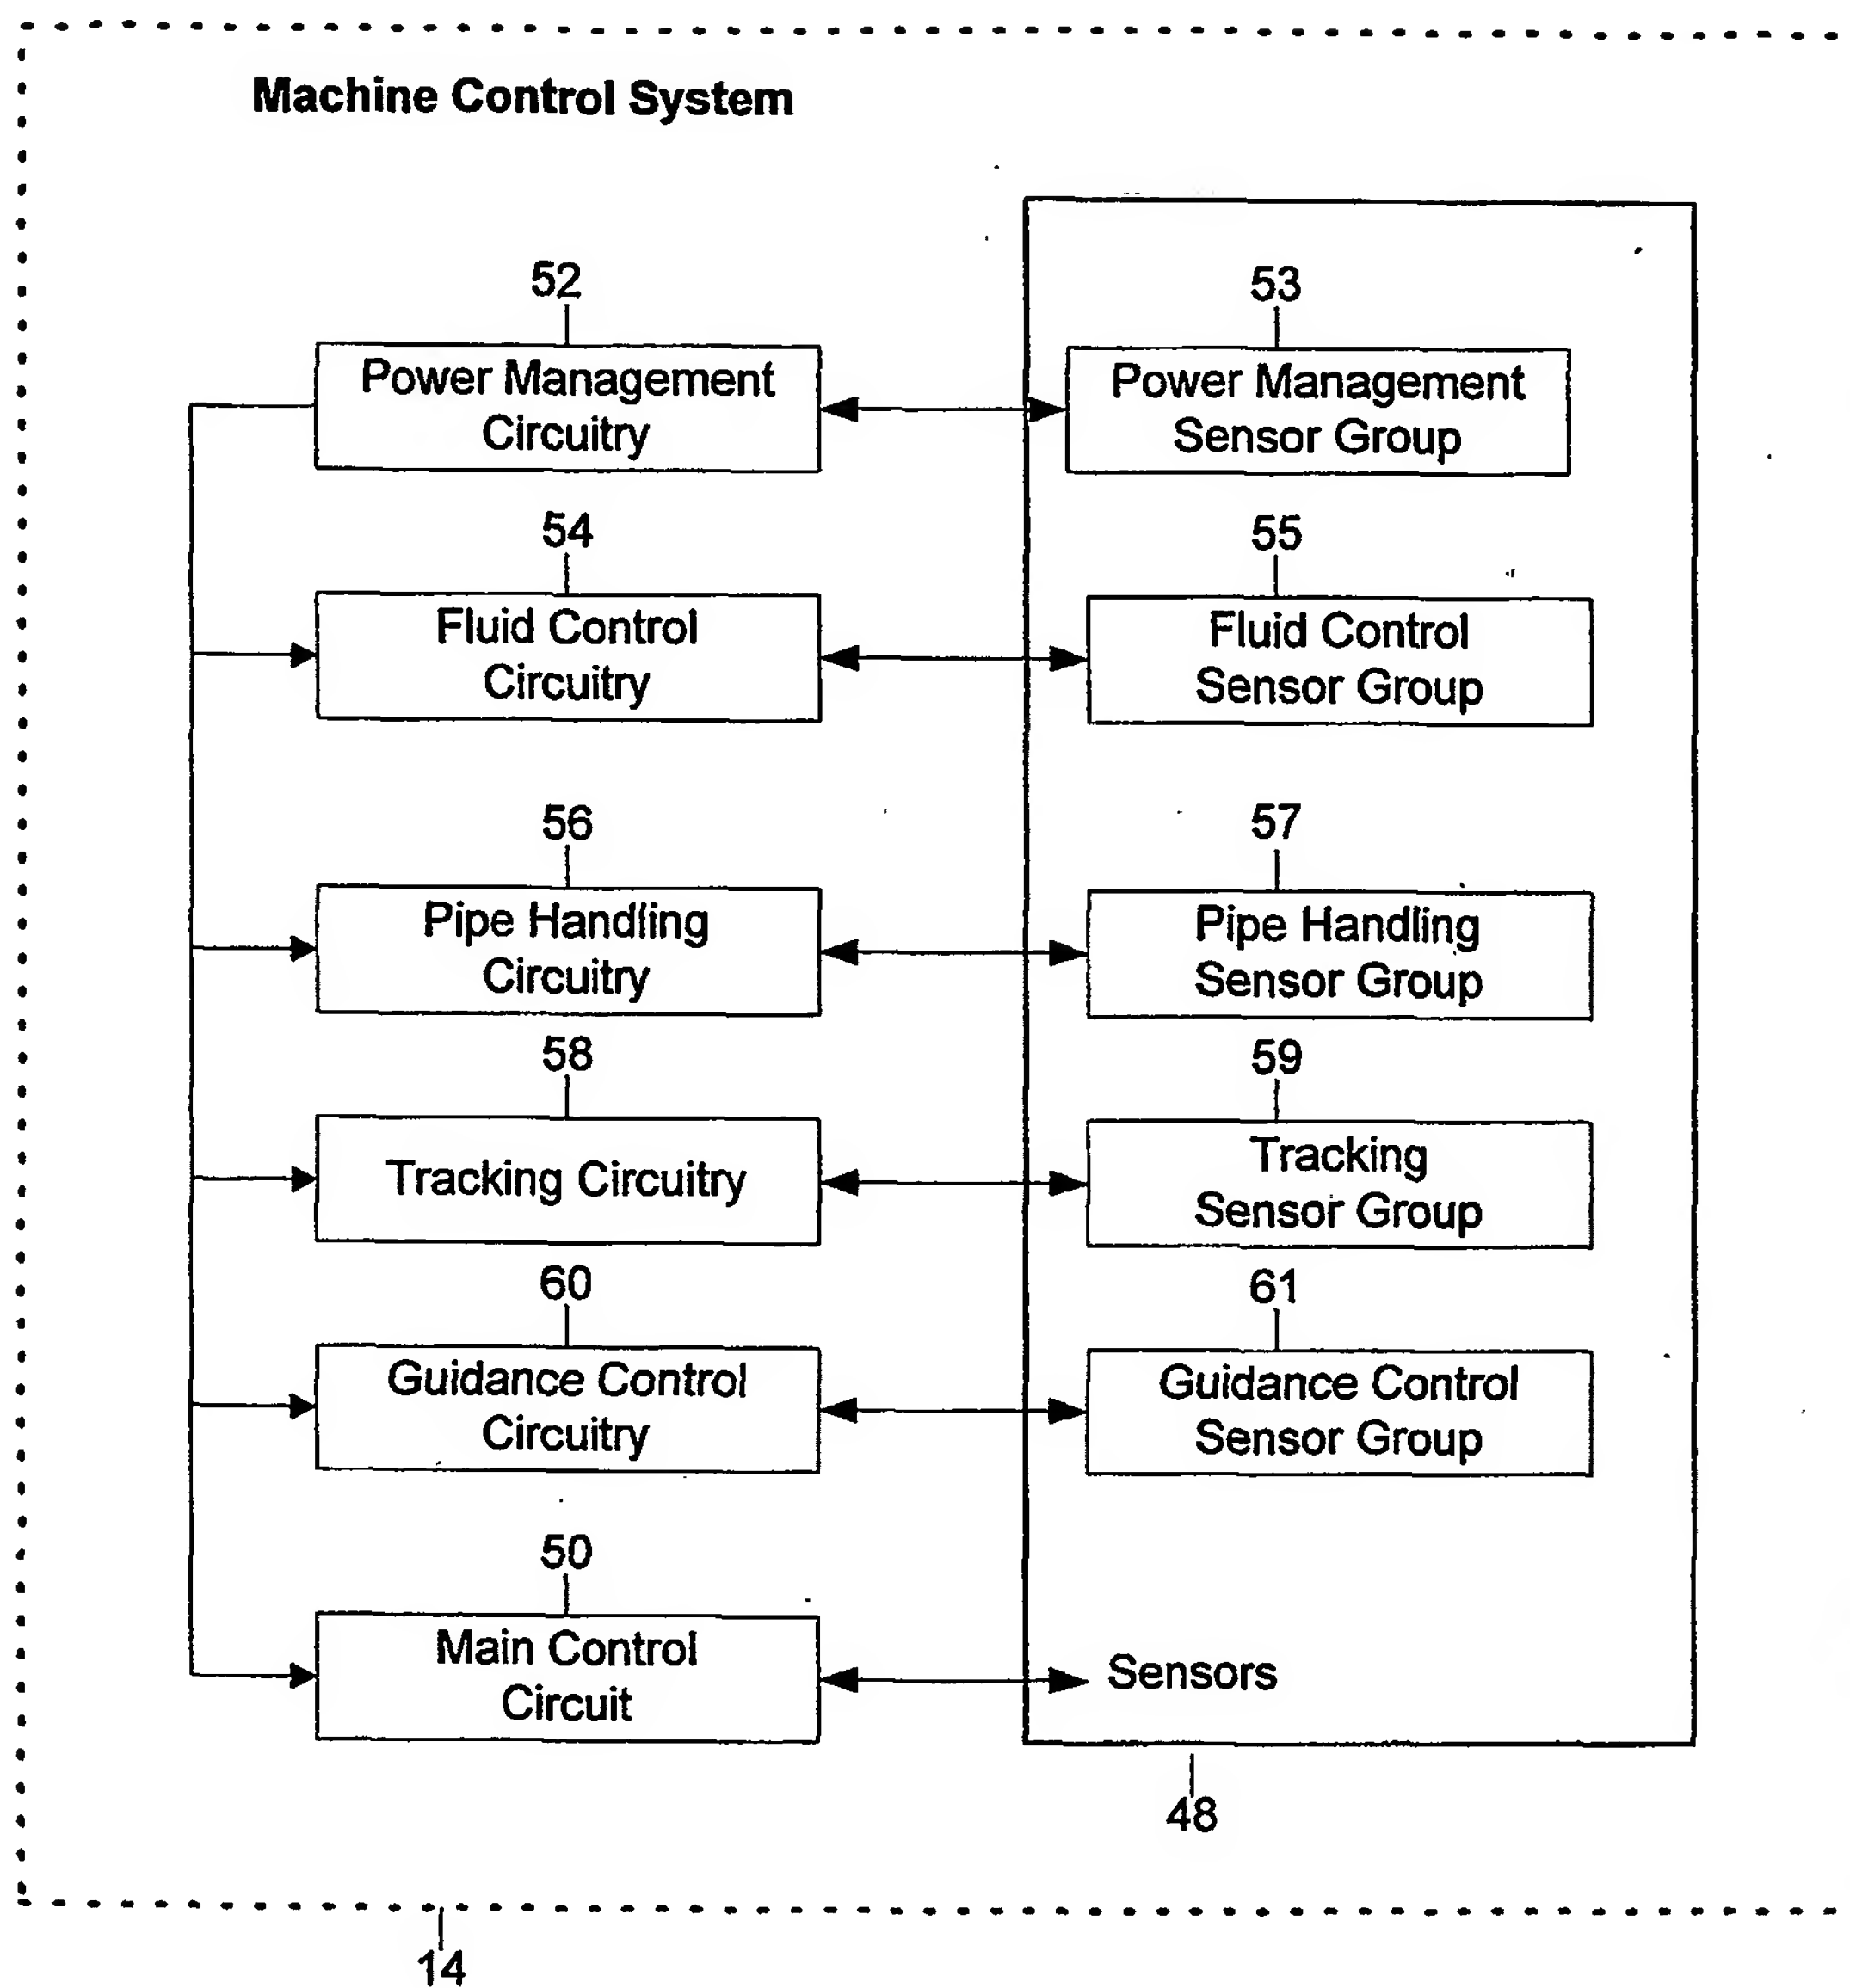 Machine Control System
52
53
Power Management
Circuitry
Power Management
Sensor Group
54
55
Fluid Control
Circuitry
Fluid Control
Sensor Group
56
57
Pipe Handling
Circuitry
Pipe Handling
Sensor Group
58
59
Tracking Circuitry
Tracking
Sensor Group
60
61
Guidance Control
Circuitry
Guidance Control
Sensor Group
50
Main Control
Circuit
Sensors
48
14